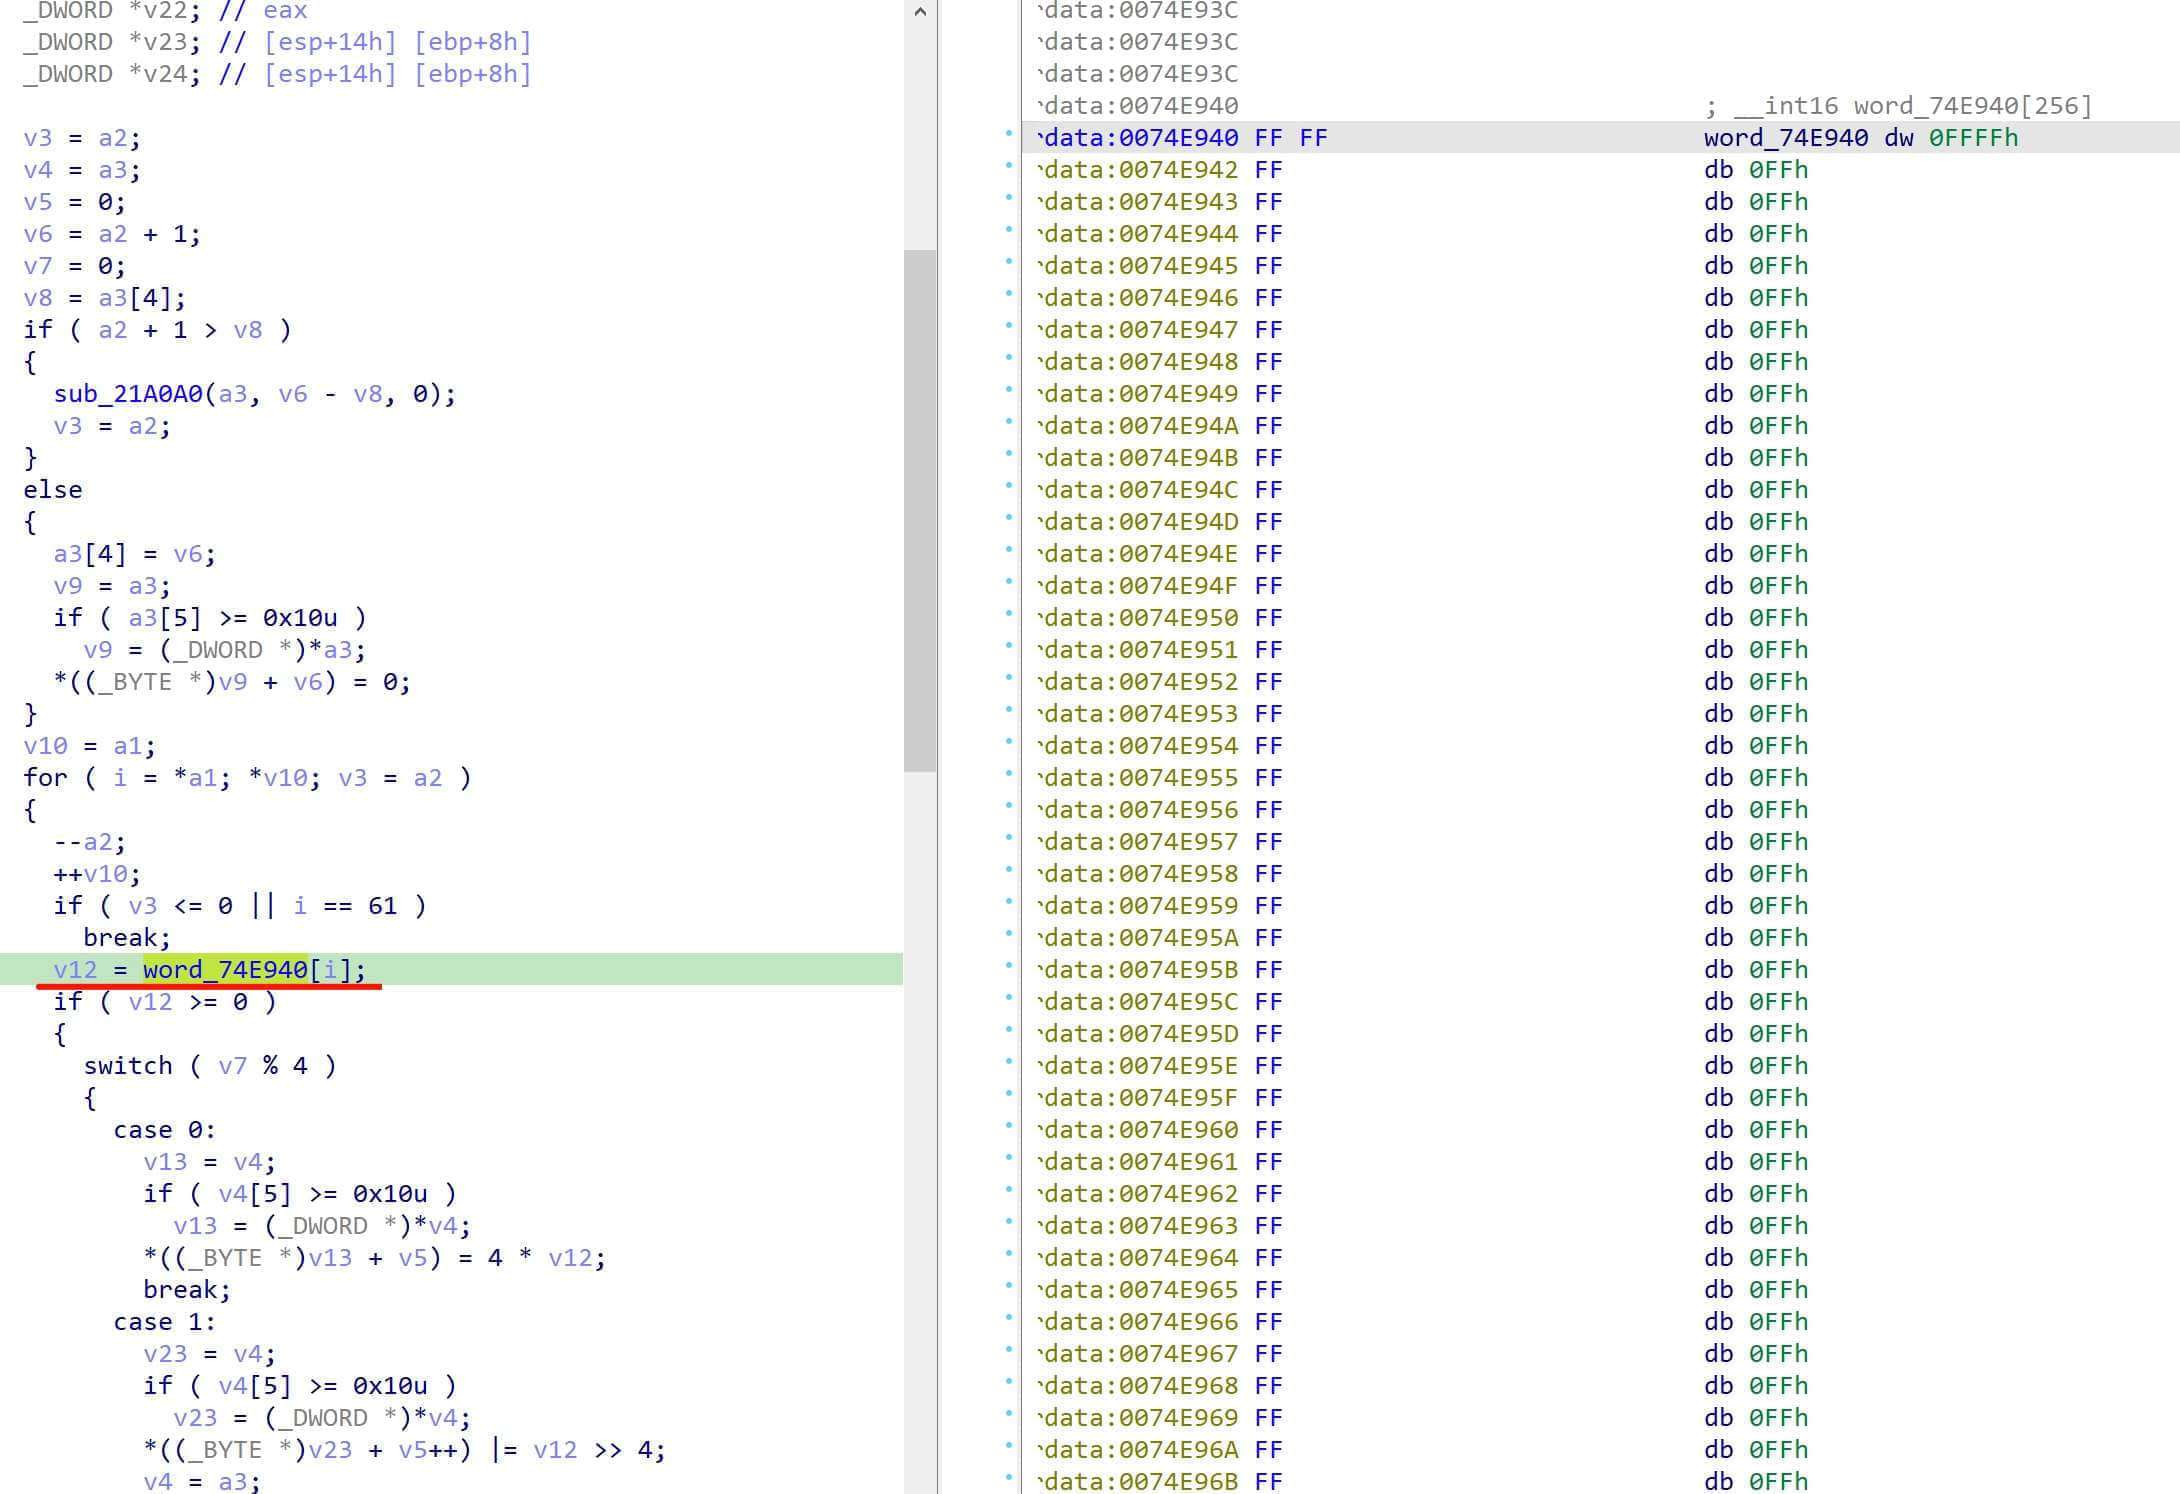 _DWORD *v22; // eax
_DWORD *v23; // [esp+14h] [ebp+8h]
_DWORD *v24; // [esp+14h] [ebp+8h]
v3 = a2;
v4 = a3;
v5 = 0;
v6 = a2 + 1;
v7 = 0;
v8 = a3[4];
if ( a2 + 1 > v8 )
{
sub_21A0A0(a3, v6 - v8, 0);
v3 = a2;
}
else
{
a3[4] = v6;
v9 = a3;
if ( a3[5] >= 0x10u )
v9 = (_DWORD *)*a3;
*((_BYTE *)v9 + v6) = 0;
}
v10 = a1;
for ( i = *a1; *v10; v3 = a2 )
{
--a2;
++v10;
if ( v3 <= 0 || i == 61 )
break;
v12 = word_74E940[i];
if ( v12 >= 0 )
{
switch ( v7 % 4 )
{
case 0:
v13 = v4;
if ( v4[5] >= 0x10u )
v13 = (_DWORD *)*v4;
*((_BYTE *)v13 + v5) = 4 * v12;
break;
case 1:
v23 = v4;
if ( v4[5] >= 0x10u )
v23 = (_DWORD *)*v4;
*((_BYTE *)v23 + v5++) |= v12 >> 4;
v4 = a3;
data:0074E93C
data:0074E93C
data:0074E93C
data:0074E940 ; __int16 word_74E940[256]
data:0074E940 FF FF word_74E940 dw 0FFFFh
data:0074E942 FF db 0FFh
data:0074E943 FF db 0FFh
data:0074E944 FF db 0FFh
data:0074E945 FF db 0FFh
data:0074E946 FF db 0FFh
data:0074E947 FF db 0FFh
data:0074E948 FF db 0FFh
data:0074E949 FF db 0FFh
data:0074E94A FF db 0FFh
data:0074E94B FF db 0FFh
data:0074E94C FF db 0FFh
data:0074E94D FF db 0FFh
data:0074E94E FF db 0FFh
data:0074E94F FF db 0FFh
data:0074E950 FF db 0FFh
data:0074E951 FF db 0FFh
data:0074E952 FF db 0FFh
data:0074E953 FF db 0FFh
data:0074E954 FF db 0FFh
data:0074E955 FF db 0FFh
data:0074E956 FF db 0FFh
data:0074E957 FF db 0FFh
data:0074E958 FF db 0FFh
data:0074E959 FF db 0FFh
data:0074E95A FF db 0FFh
data:0074E95B FF db 0FFh
data:0074E95C FF db 0FFh
data:0074E95D FF db 0FFh
data:0074E95E FF db 0FFh
data:0074E95F FF db 0FFh
data:0074E960 FF db 0FFh
data:0074E961 FF db 0FFh
data:0074E962 FF db 0FFh
data:0074E963 FF db 0FFh
data:0074E964 FF db 0FFh
data:0074E965 FF db 0FFh
data:0074E966 FF db 0FFh
data:0074E967 FF db 0FFh
data:0074E968 FF db 0FFh
data:0074E969 FF db 0FFh
data:0074E96A FF db 0FFh
data:0074E96B FF db 0FFh